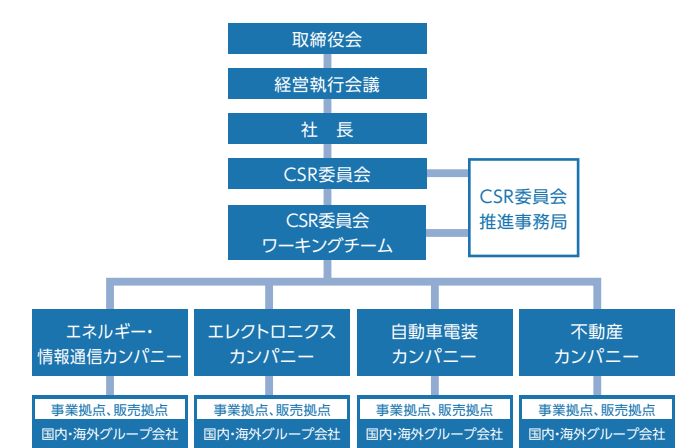 取締役会
経営執行会議
社　長
CSR委員会
CSR委員会
推進事務局
CSR委員会
ワーキングチーム
エネルギー・
情報通信カンパニー
エレクトロニクス
カンパニー
自動車電装
カンパニー
不動産
カンパニー
事業拠点、販売拠点
国内・海外グループ会社
事業拠点、販売拠点
国内・海外グループ会社
事業拠点、販売拠点
国内・海外グループ会社
事業拠点、販売拠点
国内・海外グループ会社